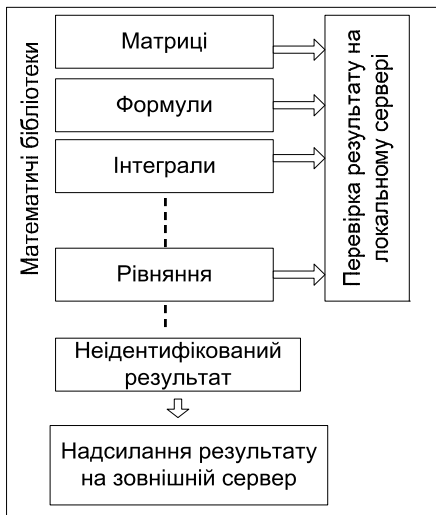 Математичі бібліотеки
Матриці
Формули
Інтеграли
Рівняння
Перевірка результату на
локальному сервері
Неідентифікований
результат
Надсилання результату
на зовнішній сервер